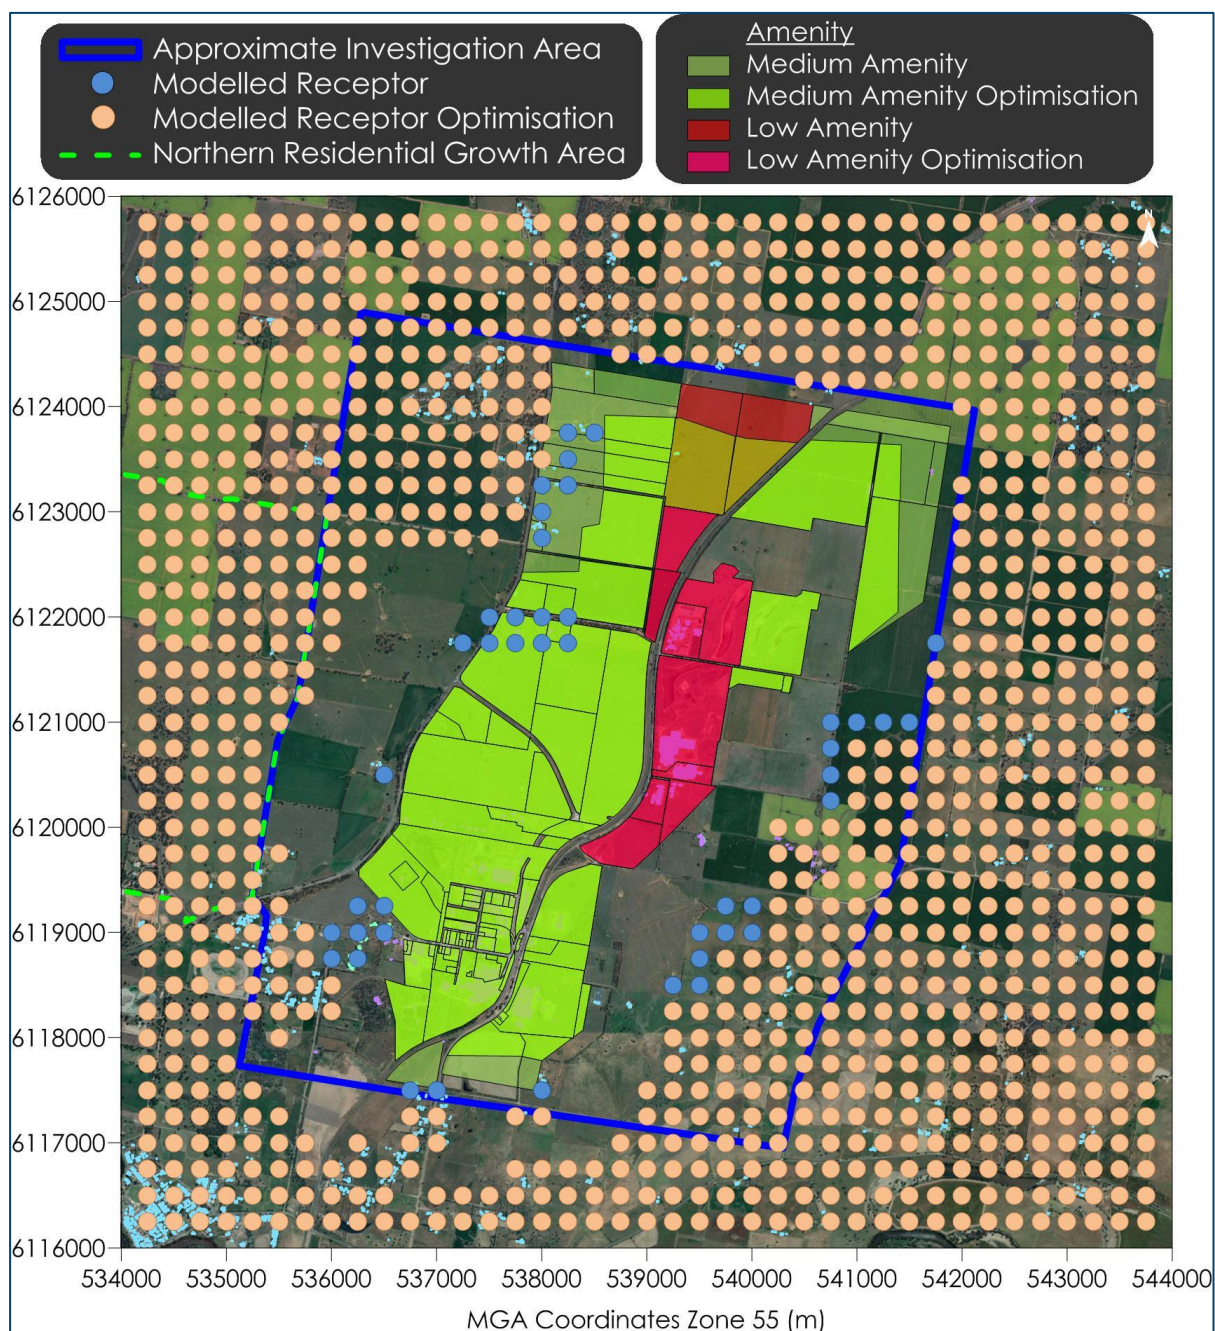 Approximate Investigation Area
Modelled Receptor
Modelled Receptor Optimisation
Northern Residential Growth Area
Amenity
Medium Amenity
Medium Amenity Optimisation
Low Amenity
Low Amenity Optimisation
N
6126000
6125000
6124000
6123000
6122000
6121000
6120000
6119000
6118000
6117000
6116000
534000 535000 536000 537000 538000 539000 540000 541000 542000 543000 544000
MGA Coordinates Zone 55 (m)